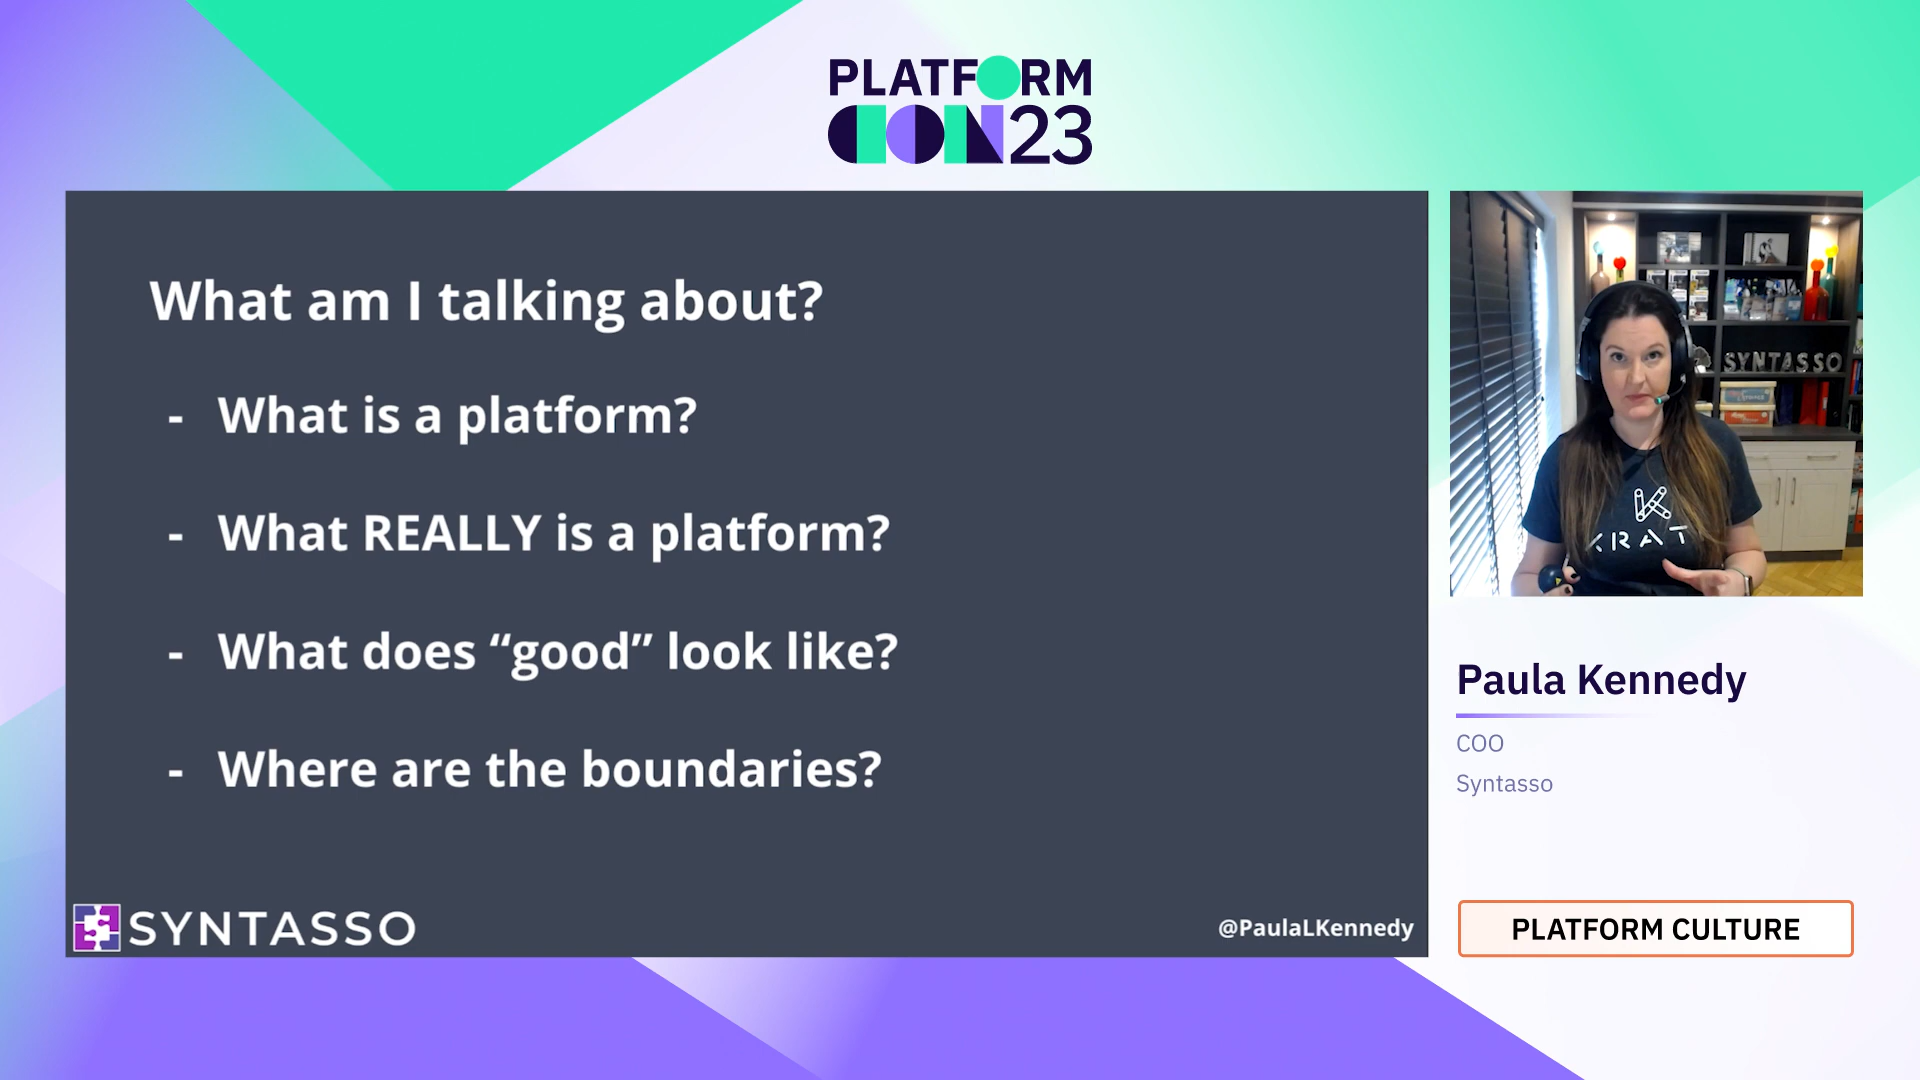 PLATFORM
CON23
What am I talking about?
- What is a platform?
- What REALLY is a platform?
- What does “good” look like?
- Where are the boundaries?
SYNTASSO
@PaulaLKennedy
SYNTASSO
KRAT
Paula Kennedy
COO
Syntasso
PLATFORM CULTURE